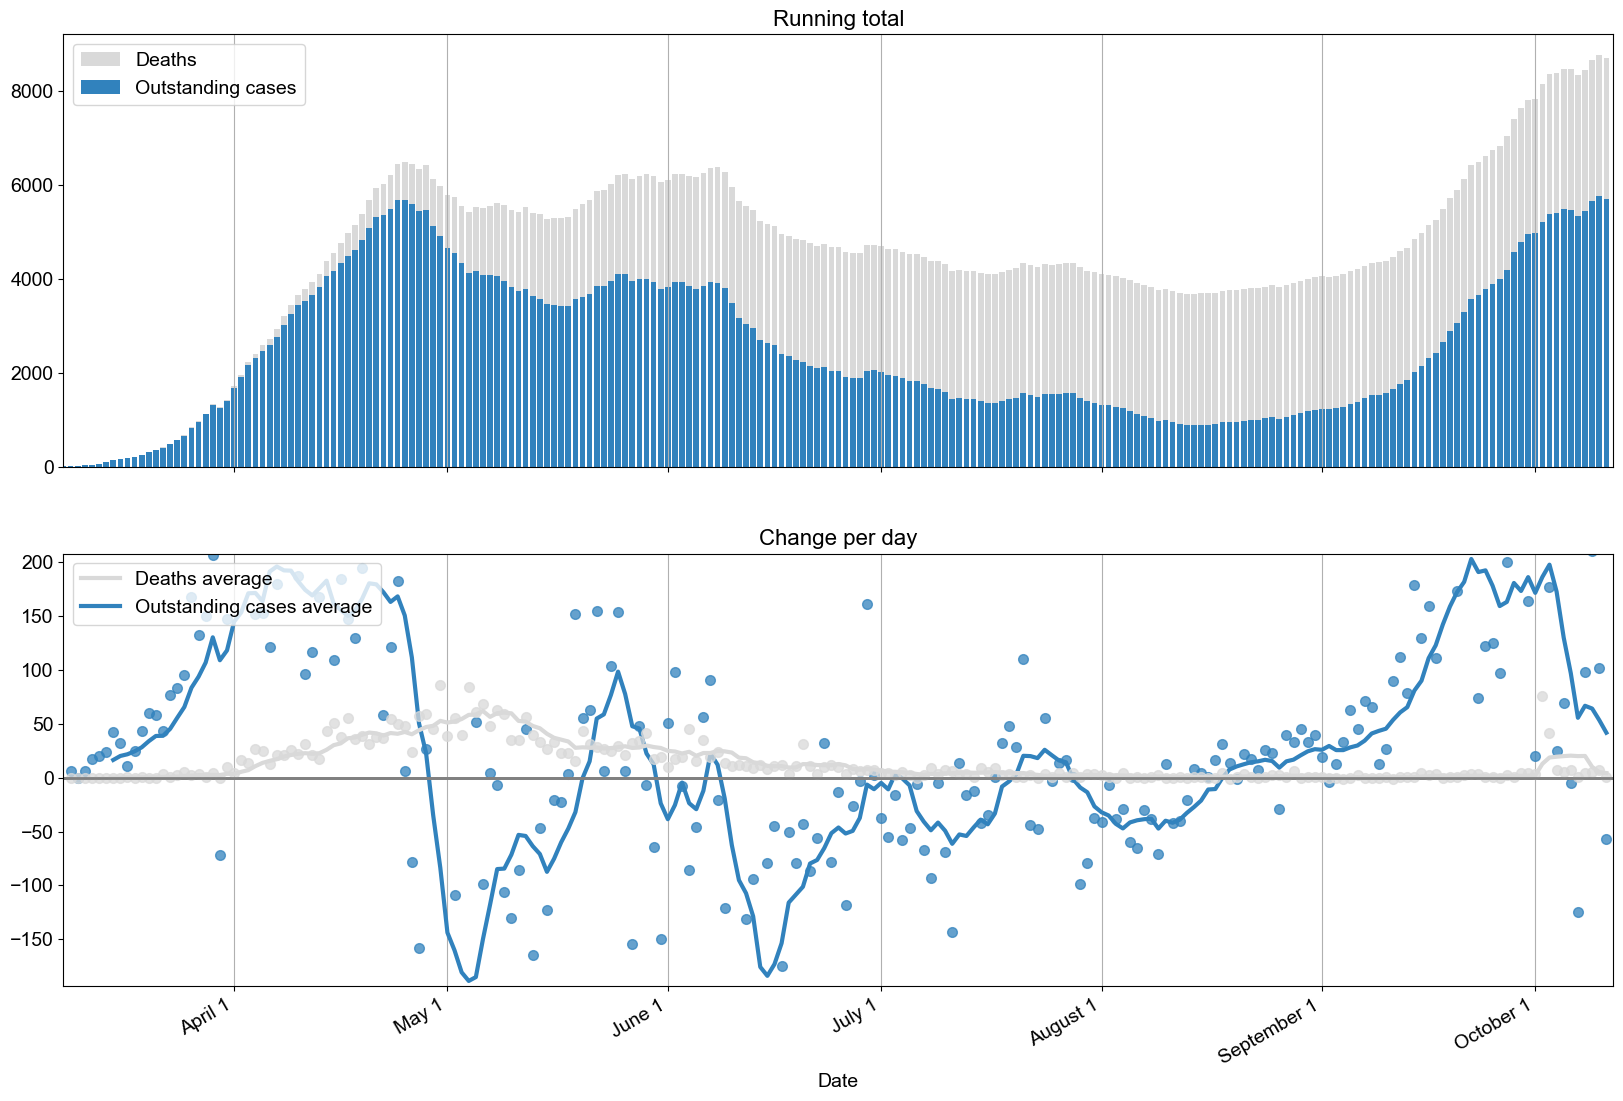 Running total
Deaths
Outstanding cases
8000
6000
4000
2000
0
Change per day
Deaths average
Outstanding cases average
200
150
100
50
0
−50
−100
−150
April 1
May 1
June 1
July 1
August 1
September 1
October 1
Date